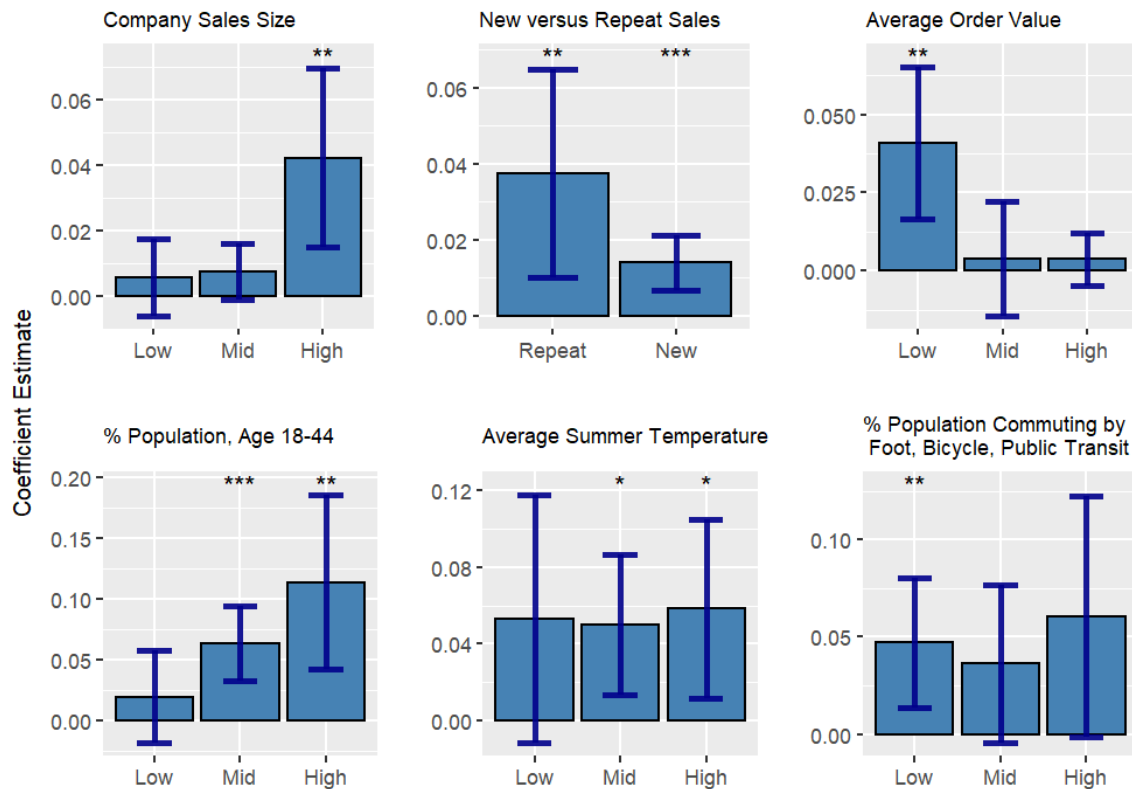 Company Sales Size
**
0.06
0.04
0.02
0.00
Low Mid High
New versus Repeat Sales
** ***
0.06
0.04
0.02
0.00
Repeat New
Average Order Value
**
0.050
0.025
0.000
Low Mid High
Coefficient Estimate
% Population, Age 18-44
*** **
0.20
0.15
0.10
0.05
0.00
Low Mid High
Average Summer Temperature
* *
0.12
0.08
0.04
0.00
Low Mid High
% Population Commuting by
Foot, Bicycle, Public Transit
**
0.10
0.05
0.00
Low Mid High